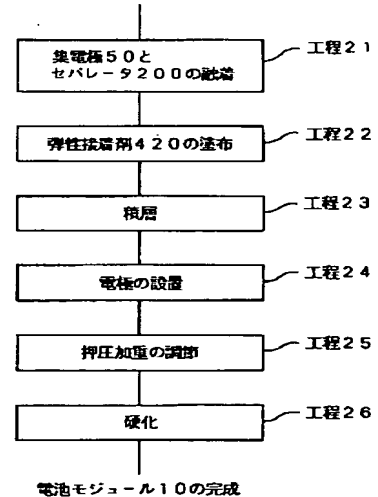 集電極50と
セパレータ200の融着
工程21
弾性接着剤420の塗布
工程22
積層
工程23
電極の設置
工程24
押圧加重の調節
工程25
硬化
工程26
電池モジュール10の完成